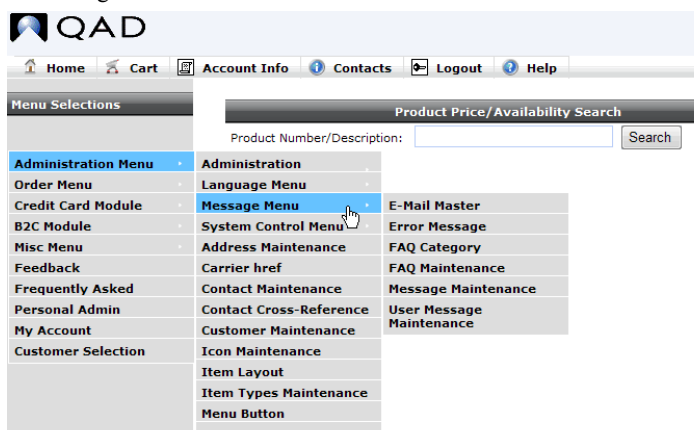 QAD
Home Cart Account Info Contacts Logout Help
Menu Selections
Product Price/Availability Search
Product Number/Description: Search
Administration Menu
Order Menu
Credit Card Module
B2C Module
Misc Menu
Feedback
Frequently Asked
Personal Admin
My Account
Customer Selection
Administration
Language Menu
Message Menu
System Control Menu
Address Maintenance
Carrier href
Contact Maintenance
Contact Cross-Reference
Customer Maintenance
Icon Maintenance
Item Layout
Item Types Maintenance
Menu Button
E-Mail Master
Error Message
FAQ Category
FAQ Maintenance
Message Maintenance
User Message
Maintenance